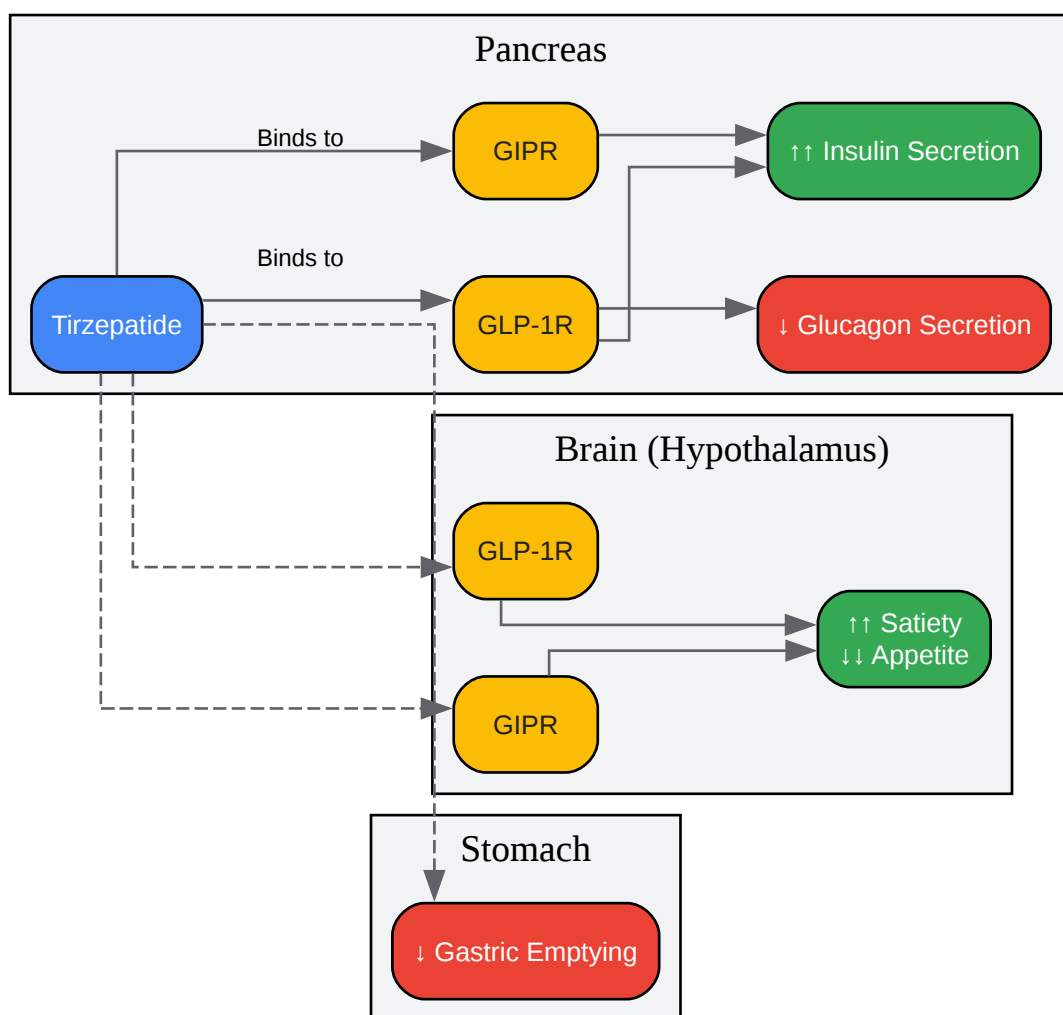 Pancreas
Binds to
GIPR
↑↑ Insulin Secretion
Binds to
Tirzepatide
GLP-1R
↓ Glucagon Secretion
Brain (Hypothalamus)
GLP-1R
↑↑ Satiety
↓↓ Appetite
GIPR
Stomach
↓ Gastric Emptying